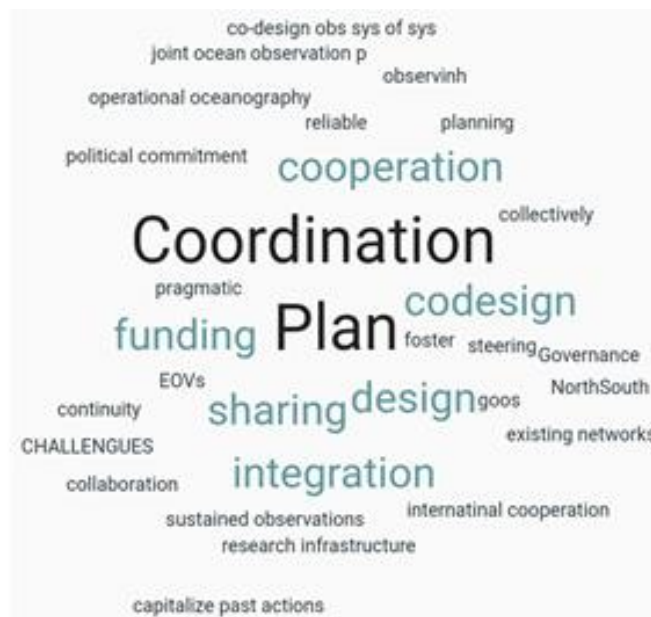 co-design obs sys of sys
joint ocean observation p
observinh
operational oceanography
reliable planning
political commitment
cooperation
collectively
Coordination
pragmatic
codesign
funding Plan
foster steering Governance
EOVs
NorthSouth
sharing design goos
continuity
existing networks
CHALLENGUES
integration
collaboration
internatinal cooperation
sustained observations
research infrastructure
capitalize past actions